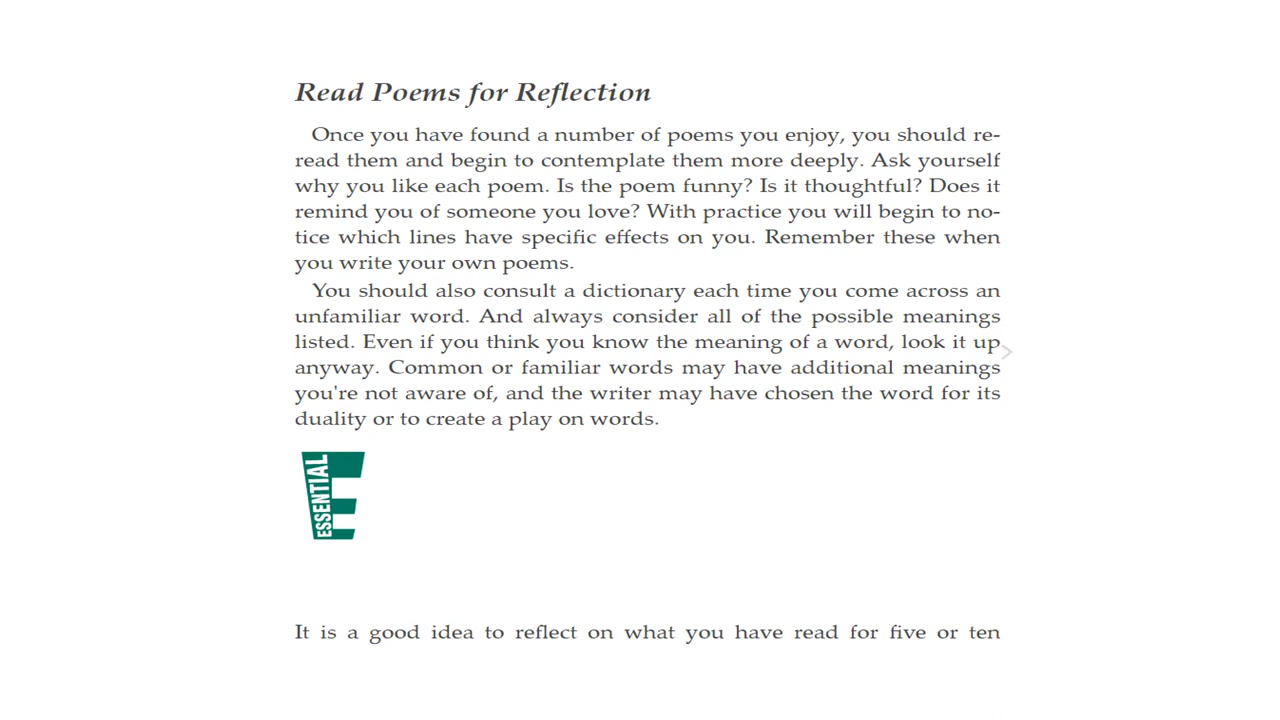 Read Poems for Reflection
Once you have found a number of poems you enjoy, you should re-
read them and begin to contemplate them more deeply. Ask yourself
why you like each poem. Is the poem funny? Is it thoughtful? Does it
remind you of someone you love? With practice you will begin to no-
tice which lines have specific effects on you. Remember these when
you write your own poems.
You should also consult a dictionary each time you come across an
unfamiliar word. And always consider all of the possible meanings
listed. Even if you think you know the meaning of a word, look it up
anyway. Common or familiar words may have additional meanings
you're not aware of, and the writer may have chosen the word for its
duality or to create a play on words.
ESSENTIAL
E
It is a good idea to reflect on what you have read for five or ten